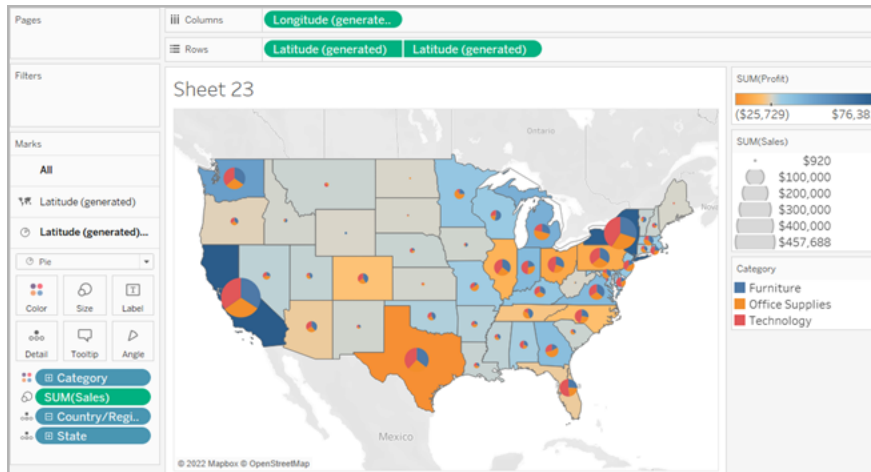 Pages
iii Columns
Longitude (generate..
Rows
Latitude (generated)
Latitude (generated)
Filters
Sheet 23
Marks
All
Latitude (generated)
Latitude (generated)...
Pie
Color
Size
Label
Detail
Tooltip
Angle
Category
SUM(Sales)
Country/Regi..
State
Ontario
Mexico
© 2022 Mapbox © OpenStreetMap
SUM(Profit)
($25,729)
$76,38
SUM(Sales)
$920
$100,000
$200,000
$300,000
$400,000
$457,688
Category
Furniture
Office Supplies
Technology